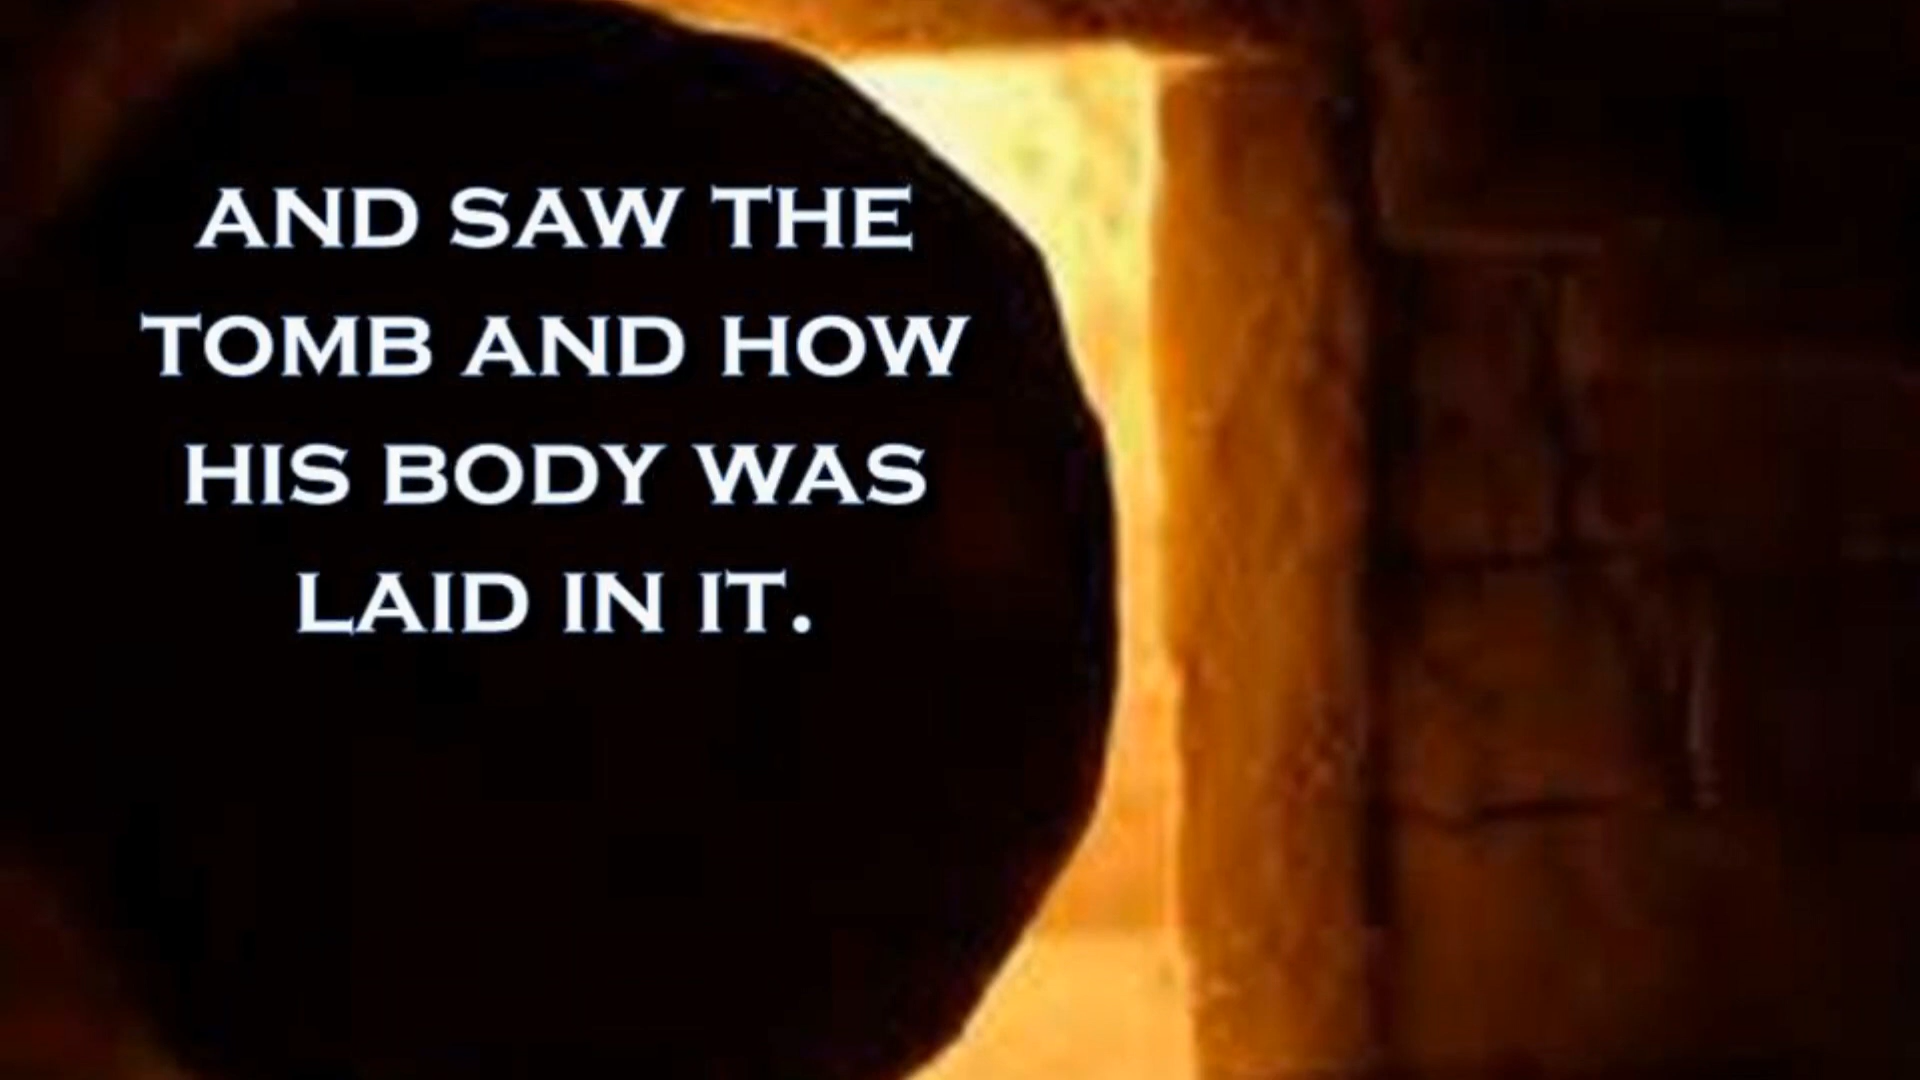 AND SAW THE
TOMB AND HOW
HIS BODY WAS
LAID IN IT.